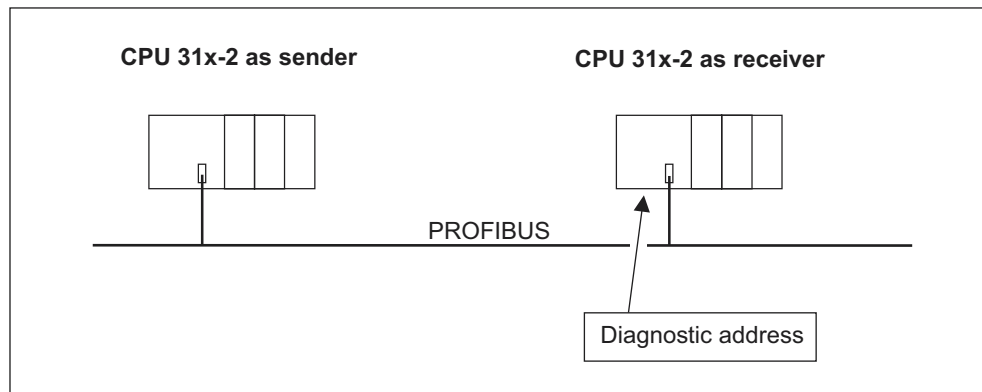 CPU 31x-2 as sender
CPU 31x-2 as receiver
PROFIBUS
Diagnostic address